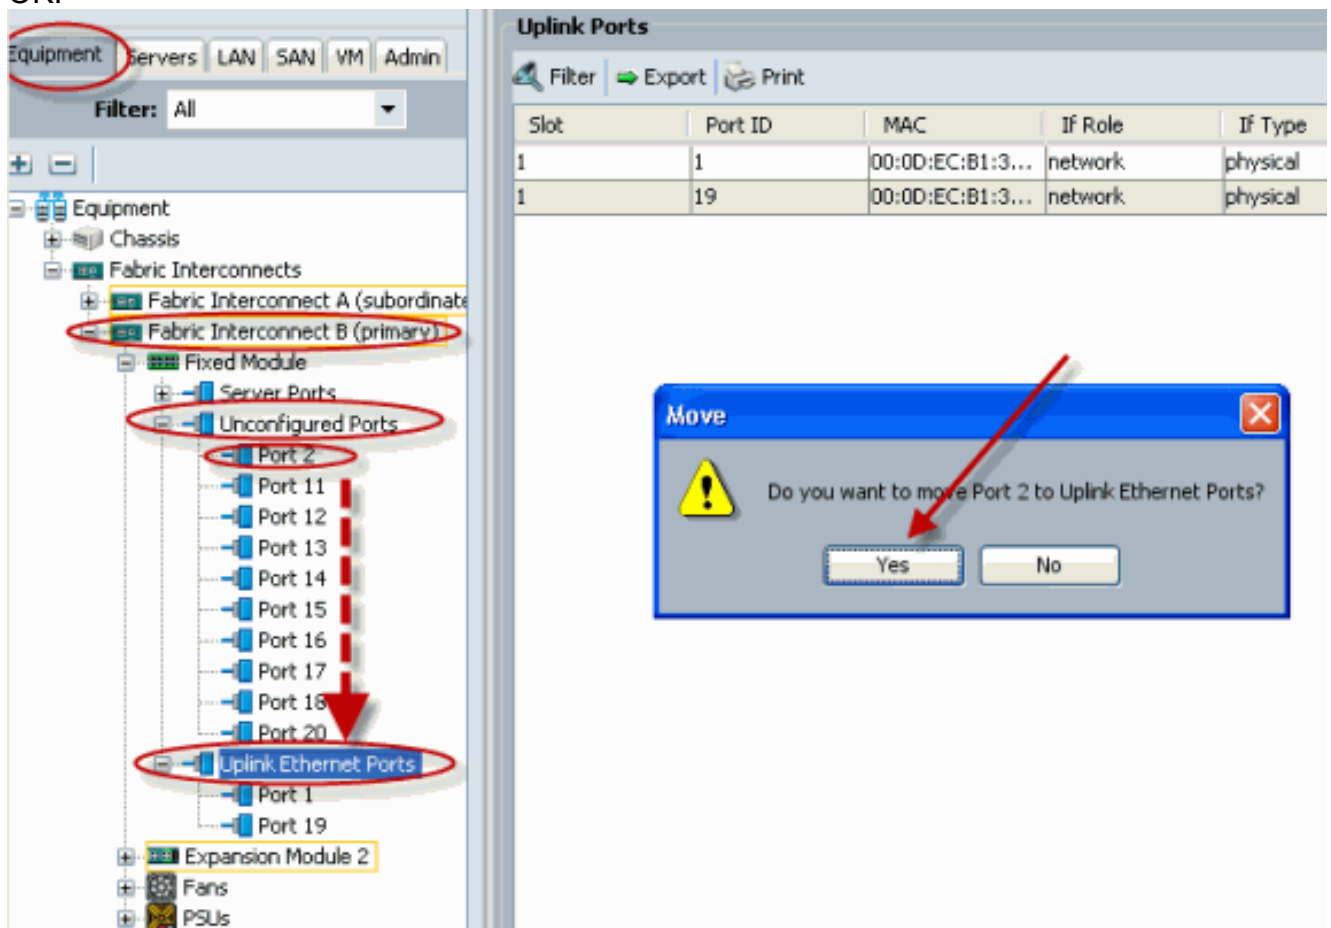 Equipment Servers LAN SAN VM Admin
Filter: All
Equipment
Chassis
Fabric Interconnects
Fabric Interconnect A (subordinate
Fabric Interconnect B (primary)
Fixed Module
Server Ports
Unconfigured Ports
Port 2
Port 11
Port 12
Port 13
Port 14
Port 15
Port 16
Port 17
Port 18
Port 20
Uplink Ethernet Ports
Port 1
Port 19
Expansion Module 2
Fans
PSUs
Uplink Ports
Filter Export Print
Slot Port ID MAC If Role If Type
1 1 00:0D:EC:B1:3... network physical
1 19 00:0D:EC:B1:3... network physical
Move
Do you want to move Port 2 to Uplink Ethernet Ports?
Yes No